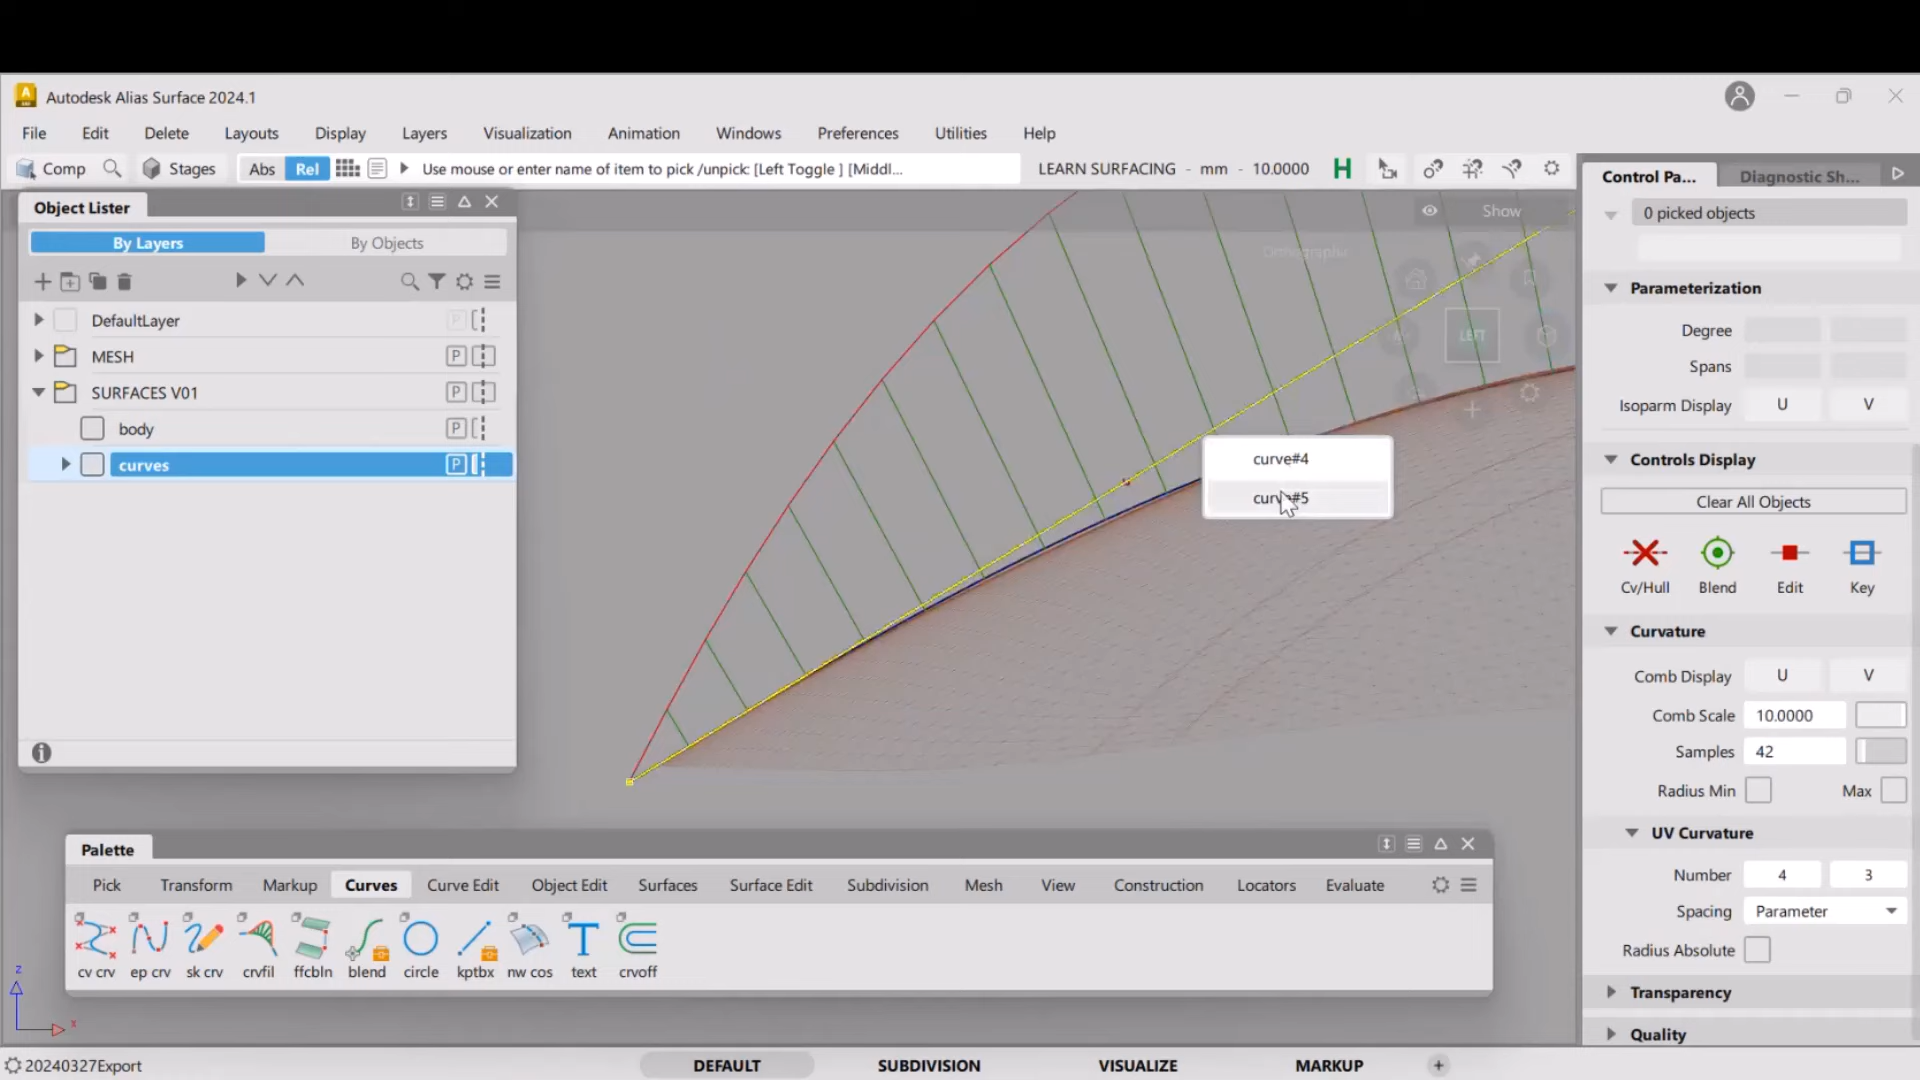 Autodesk Alias Surface 2024.1
File Edit Delete Layouts Display Layers Visualization Animation Windows Preferences Utilities Help
Comp Stages Abs Rel Use mouse or enter name of item to pick /unpick: [Left Toggle ] [Middl... LEARN SURFACING - mm - 10.0000
Control Pa... Diagnostic Sh...
Object Lister
By Layers By Objects
DefaultLayer P
MESH P
SURFACES V01 P
body P
curves P
Show
Orthographic
LEFT
curve#4
curve#5
0 picked objects
Parameterization
Degree
Spans
Isoparm Display U V
Controls Display
Clear All Objects
Cv/Hull Blend Edit Key
Curvature
Comb Display U V
Comb Scale 10.0000
Samples 42
Radius Min Max
UV Curvature
Number 4 3
Spacing Parameter
Radius Absolute
Transparency
Quality
Palette
Pick Transform Markup Curves Curve Edit Object Edit Surfaces Surface Edit Subdivision Mesh View Construction Locators Evaluate
cv crv ep crv sk crv crvfil ffcbln blend circle kptbx nw cos text crvoff
z
x
20240327Export DEFAULT SUBDIVISION VISUALIZE MARKUP +